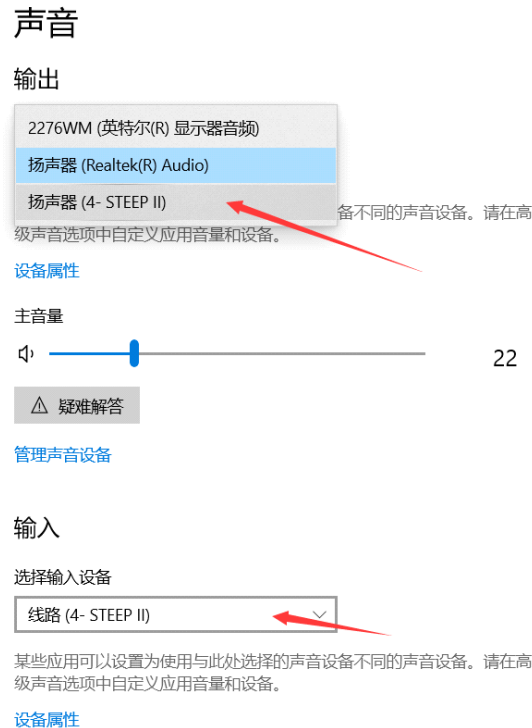 声音
输出
2276WM (英特尔(R) 显示器音频)
扬声器 (Realtek(R) Audio)
扬声器 (4- STEEP II)
备不同的声音设备。请在高
级声音选项中自定义应用音量和设备。
设备属性
主音量
22
疑难解答
管理声音设备
输入
选择输入设备
线路 (4- STEEP II)
某些应用可以设置为使用与此处选择的声音设备不同的声音设备。请在高
级声音选项中自定义应用音量和设备。
设备属性